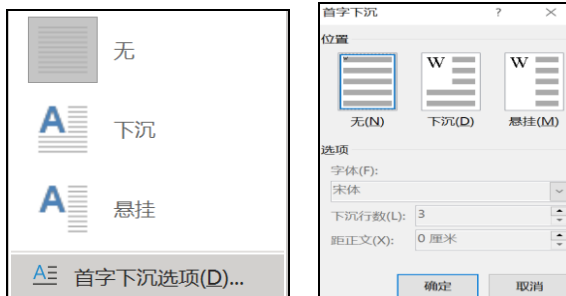 无
下沉
悬挂
首字下沉选项(D)...
首字下沉 ? ×
位置
W W
无(N) 下沉(D) 悬挂(M)
选项
字体(F):
宋体
下沉行数(L): 3
距正文(X): 0 厘米
确定 取消